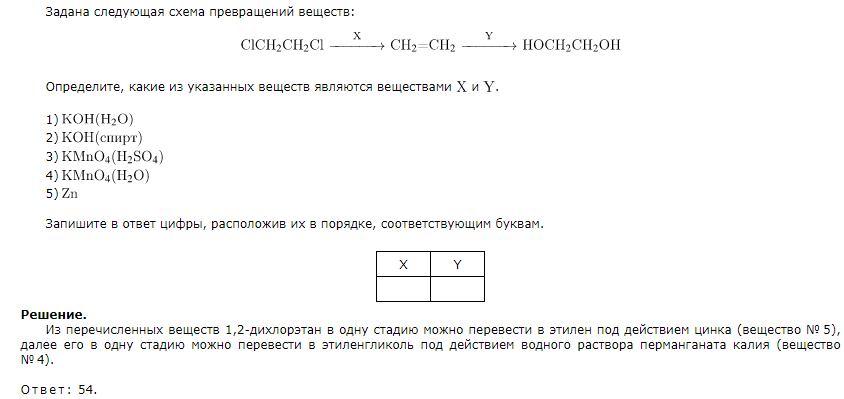 Задана следующая схема превращений веществ:
X Y
ClCH₂CH₂Cl ⟶ CH₂=CH₂ ⟶ HOCH₂CH₂OH
Определите, какие из указанных веществ являются веществами X и Y.
1) KOH(H₂O)
2) KOH(спирт)
3) KMnO₄(H₂SO₄)
4) KMnO₄(H₂O)
5) Zn
Запишите в ответ цифры, расположив их в порядке, соответствующим буквам.
X Y
Решение.
Из перечисленных веществ 1,2-дихлорэтан в одну стадию можно перевести в этилен под действием цинка (вещество № 5),
далее его в одну стадию можно перевести в этиленгликоль под действием водного раствора перманганата калия (вещество
№ 4).
Ответ: 54.